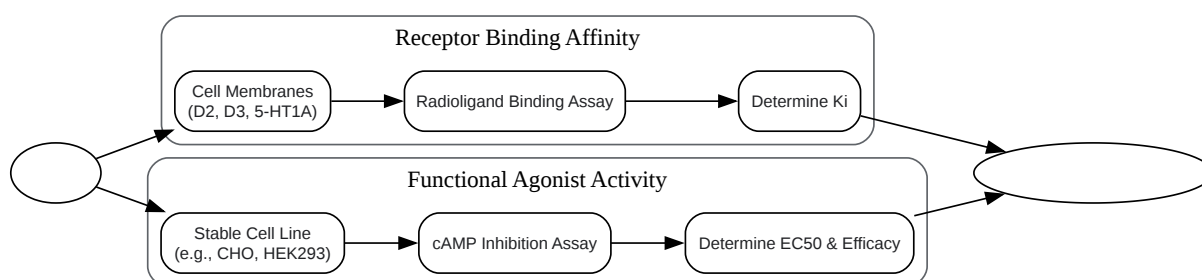 Receptor Binding Affinity
Cell Membranes
(D2, D3, 5-HT1A)
Radioligand Binding Assay
Determine Ki
Functional Agonist Activity
Stable Cell Line
(e.g., CHO, HEK293)
cAMP Inhibition Assay
Determine EC50 & Efficacy